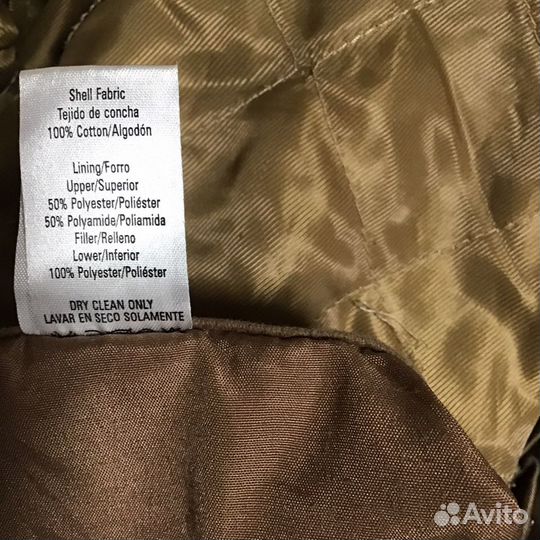 Shell Fabric
Tejido de concha
100% Cotton/Algodón
Lining/Forro
Upper/Superior
50% Polyester/Poliéster
50% Polyamide/Poliamida
Filler/Relleno
Lower/Inferior
100% Polyester/Poliéster
DRY CLEAN ONLY
LAVAR EN SECO SOLAMENTE
Avito